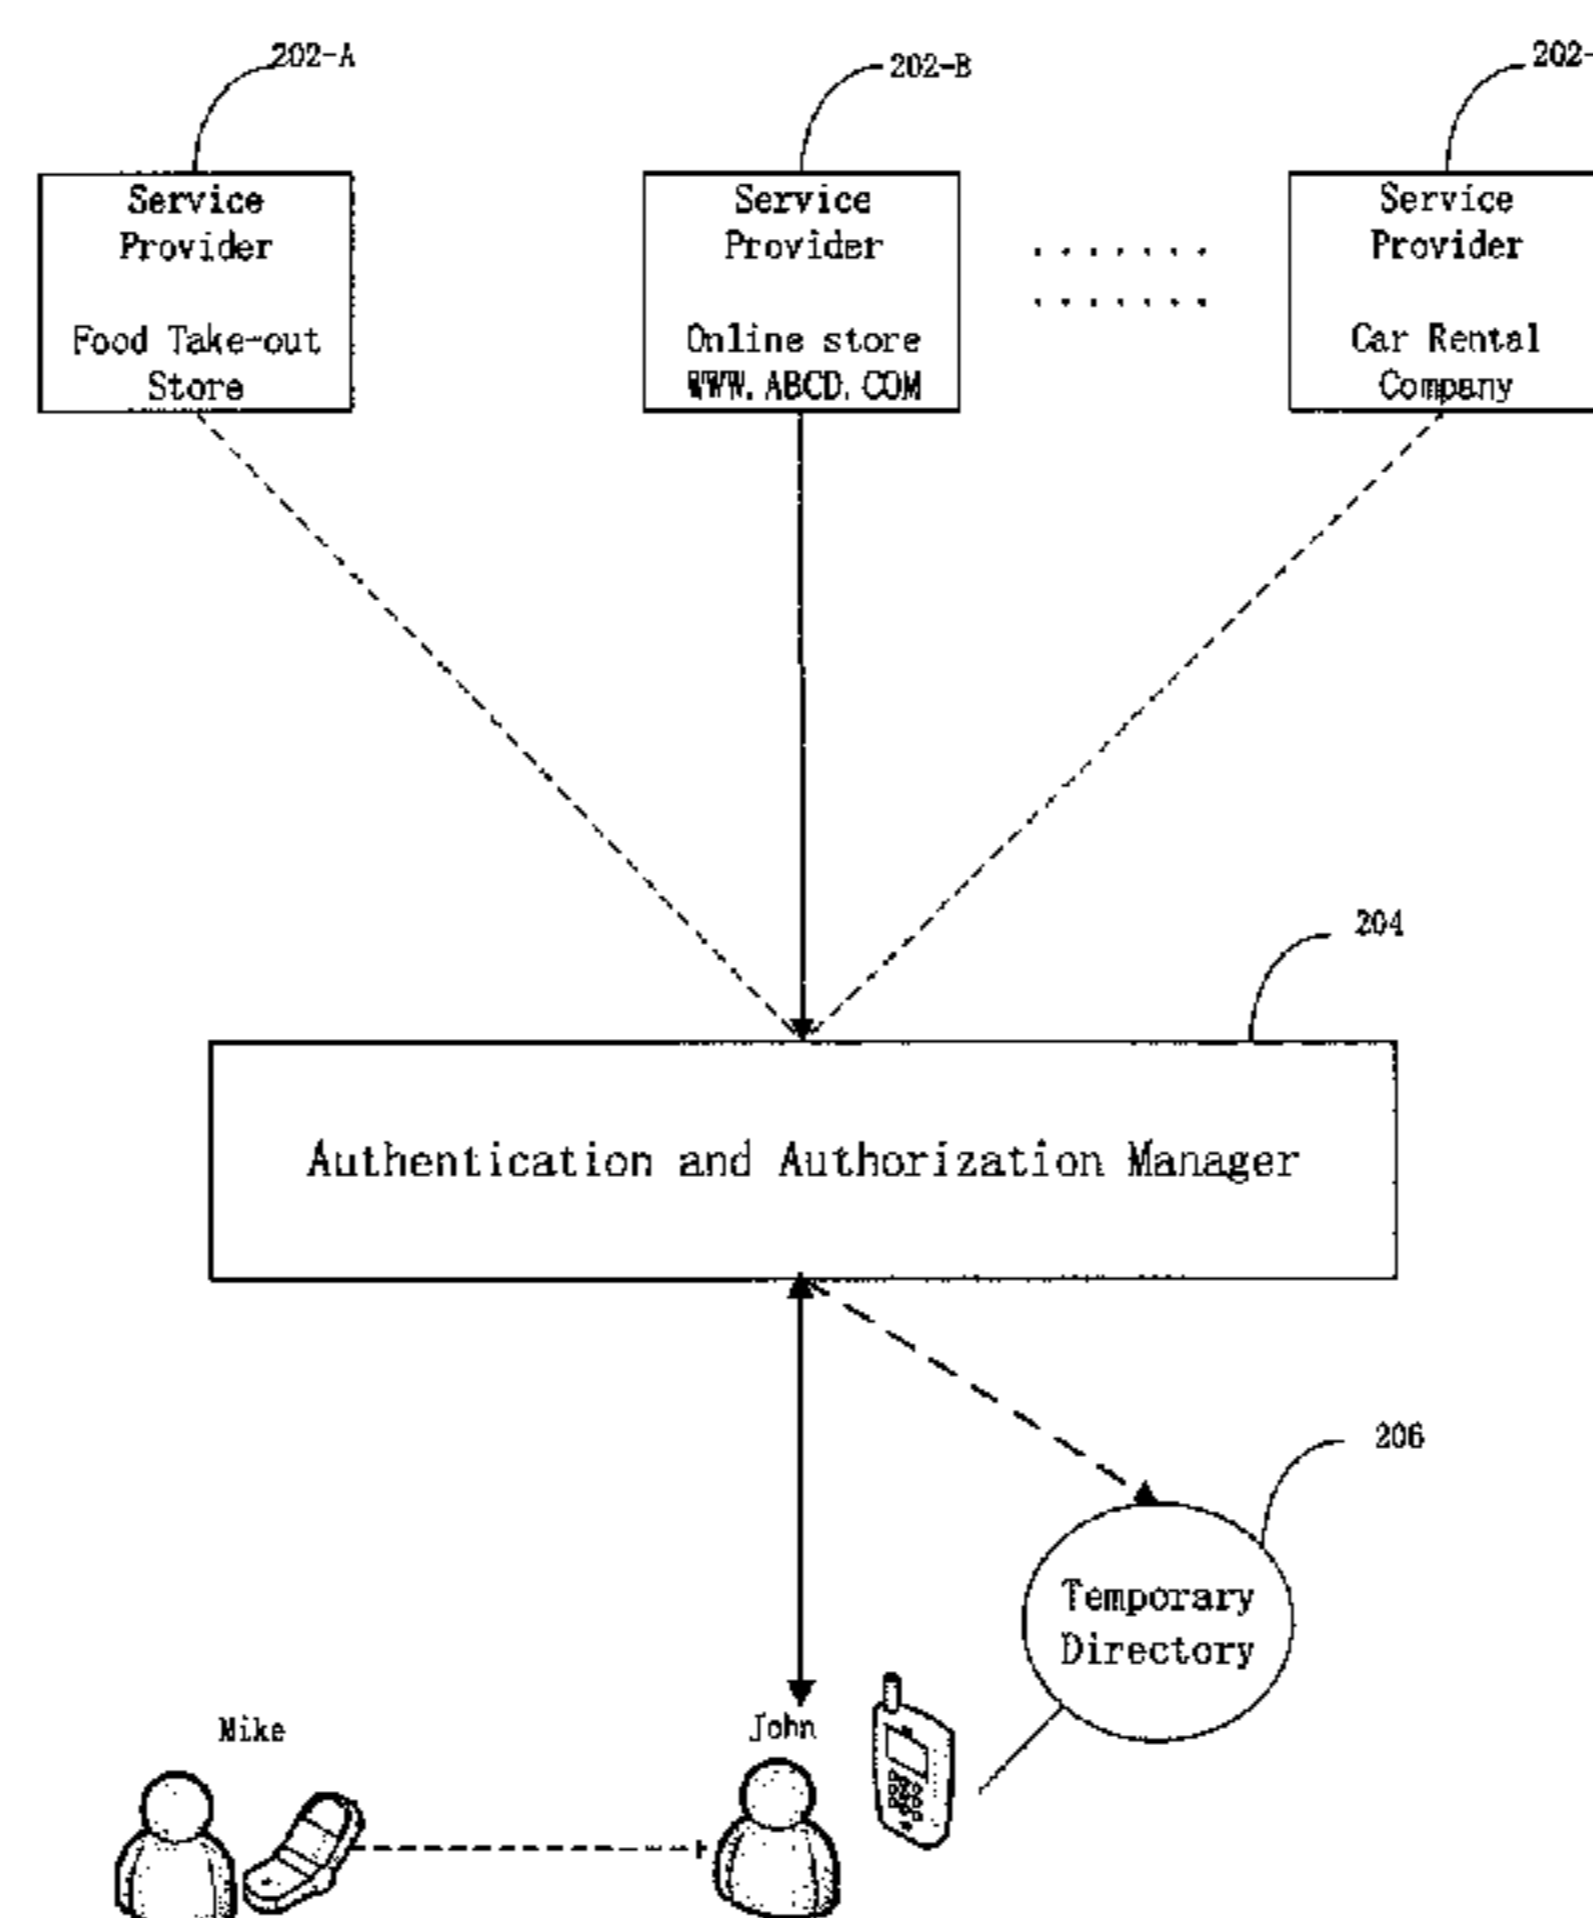 202-A
202-B
202-
Service
Provider
Food Take-out
Store
Service
Provider
Online store
WWW.ABCD.COM
Service
Provider
Car Rental
Company
204
Authentication and Authorization Manager
206
Temporary
Directory
Mike
John